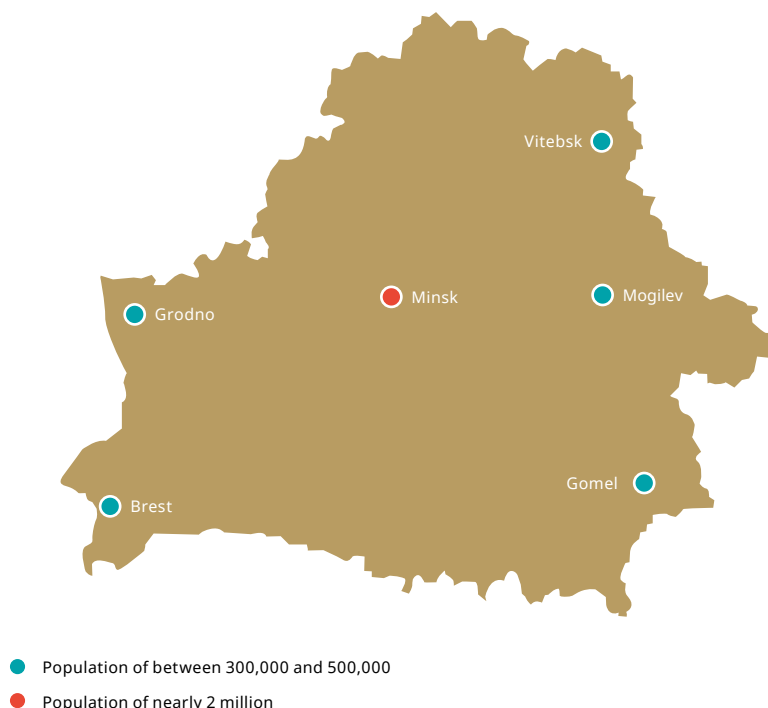 Vitebsk
Minsk
Mogilev
Grodno
Gomel
Brest
Population of between 300,000 and 500,000
Population of nearly 2 million